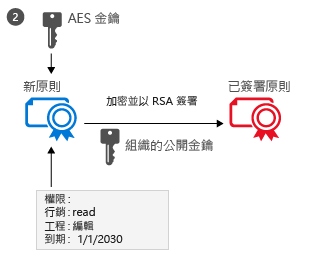 2
AES 金鑰
新原則
加密並以 RSA 簽署
已簽署原則
組織的公開金鑰
權限 :
行銷 : read
工程 : 編輯
到期 : 1/1/2030